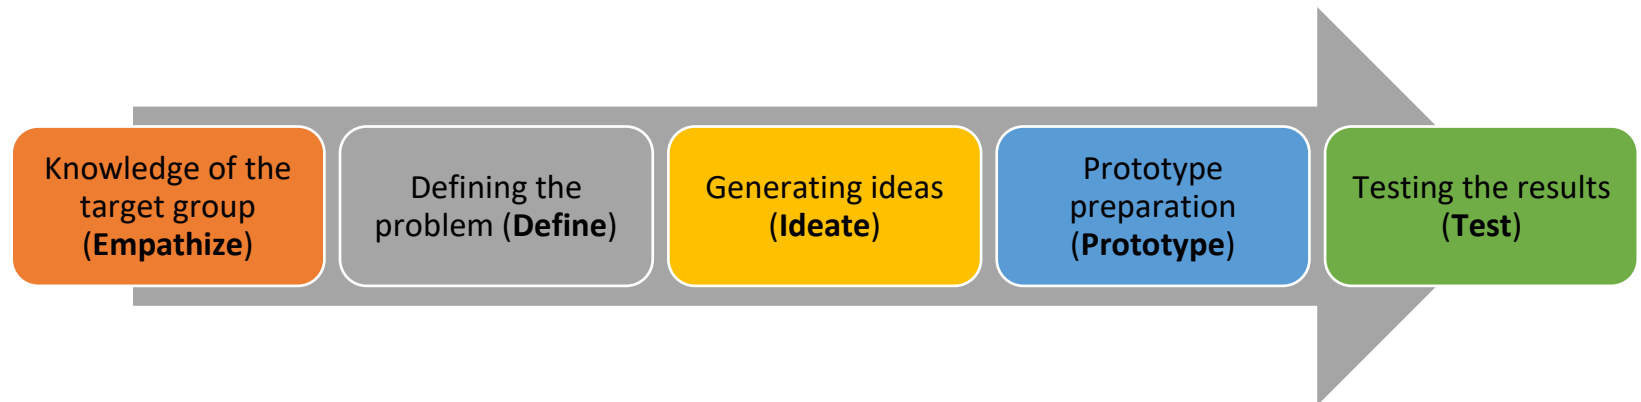 Knowledge of the
target group
(Empathize)
Defining the
problem (Define)
Generating ideas
(Ideate)
Prototype
preparation
(Prototype)
Testing the results
(Test)